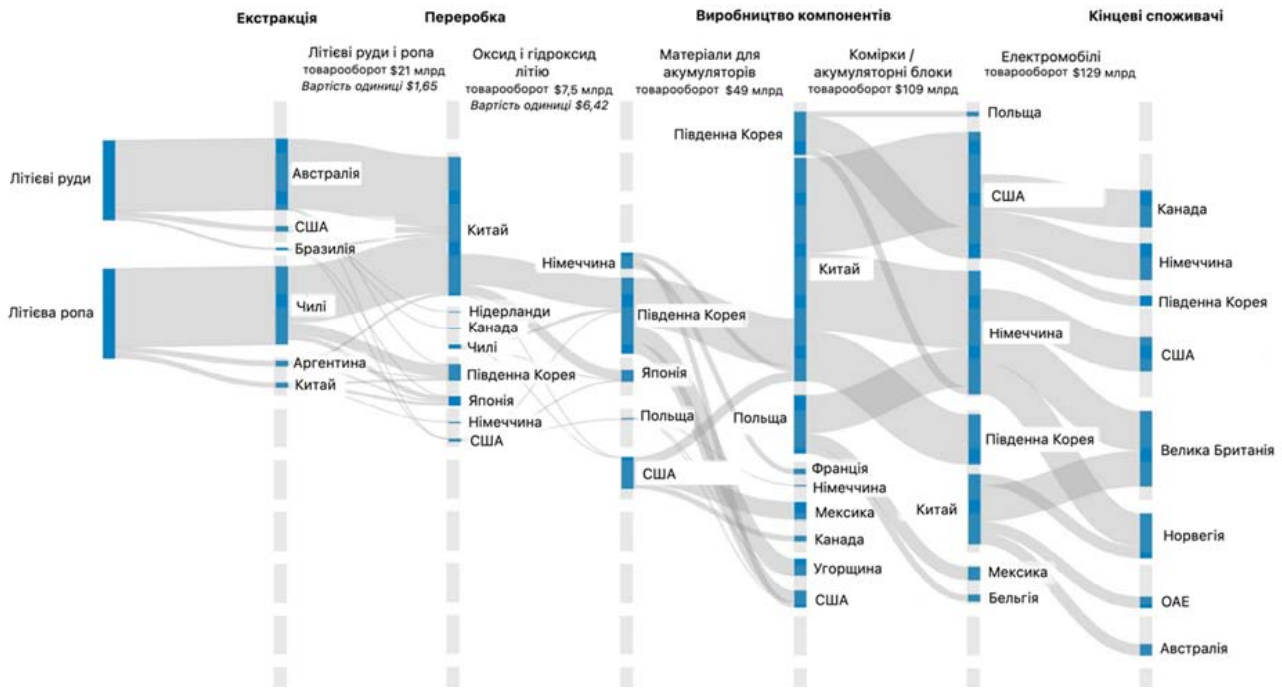 Екстракція
Переробка
Виробництво компонентів
Кінцеві споживачі
Літієві руди і ропа
товарооборот $21 млрд
Вартість одиниці $1,65
Оксид і гідроксид
літію
товарооборот $7,5 млрд
Вартість одиниці $6,42
Матеріали для
акумуляторів
товарооборот $49 млрд
Комірки /
акумуляторні блоки
товарооборот $109 млрд
Електромобілі
товарооборот $129 млрд
Літієві руди
Літієва ропа
Австралія
США
Бразилія
Чилі
Аргентина
Китай
Китай
Нідерланди
Канада
Чилі
Південна Корея
Японія
Німеччина
США
Німеччина
Південна Корея
Японія
Польща
США
Південна Корея
Китай
Польща
Франція
Німеччина
Мексика
Канада
Угорщина
США
Польща
США
Німеччина
Південна Корея
Китай
Мексика
Бельгія
Канада
Німеччина
Південна Корея
США
Велика Британія
Норвегія
ОАЕ
Австралія